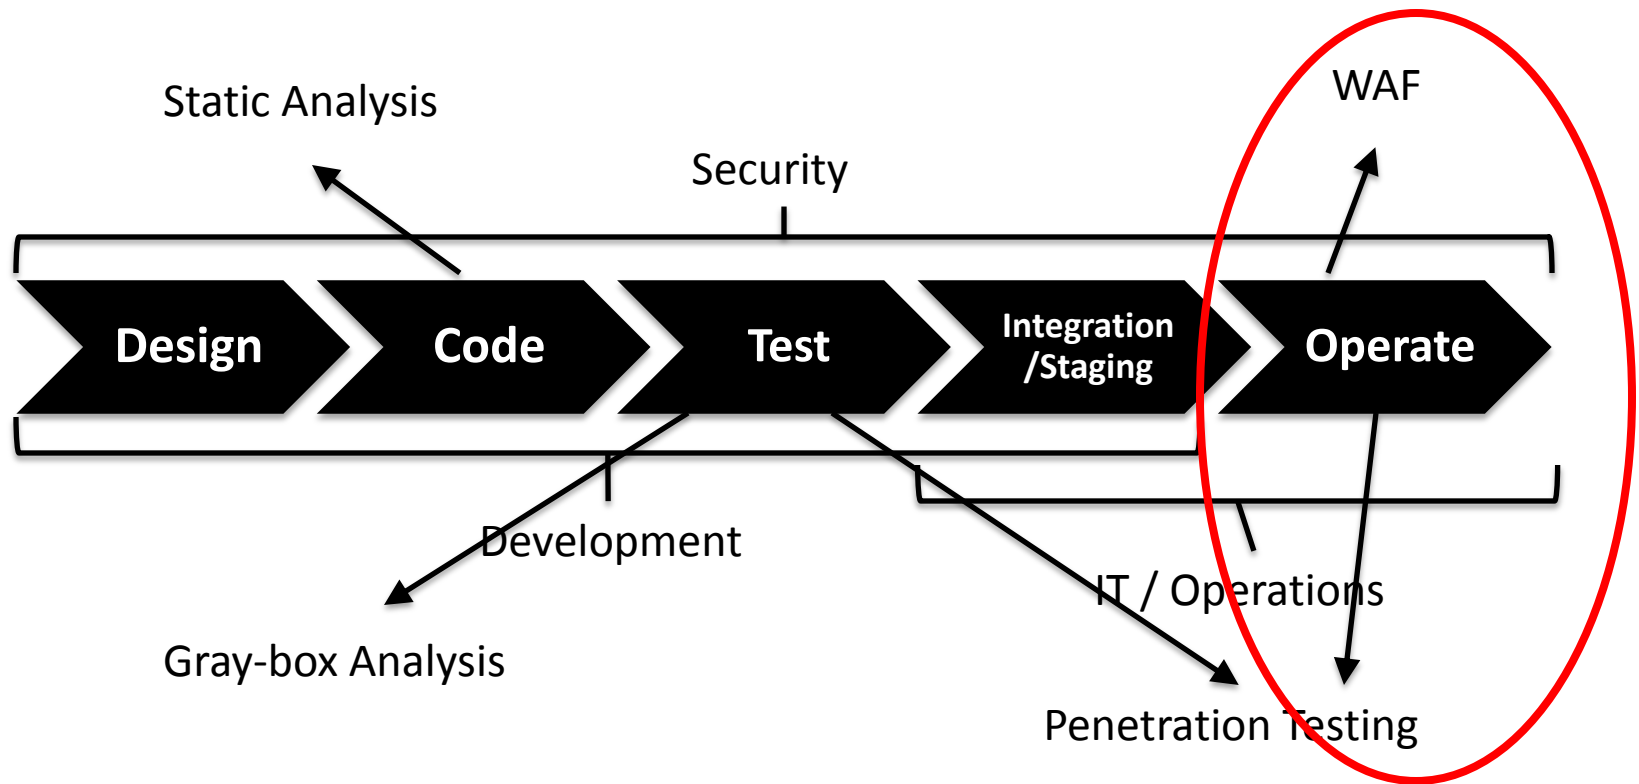 WAF
Static Analysis
Security
Design
Code
Test
Integration
/Staging
Operate
Development
IT / Operations
Gray-box Analysis
Penetration Testing